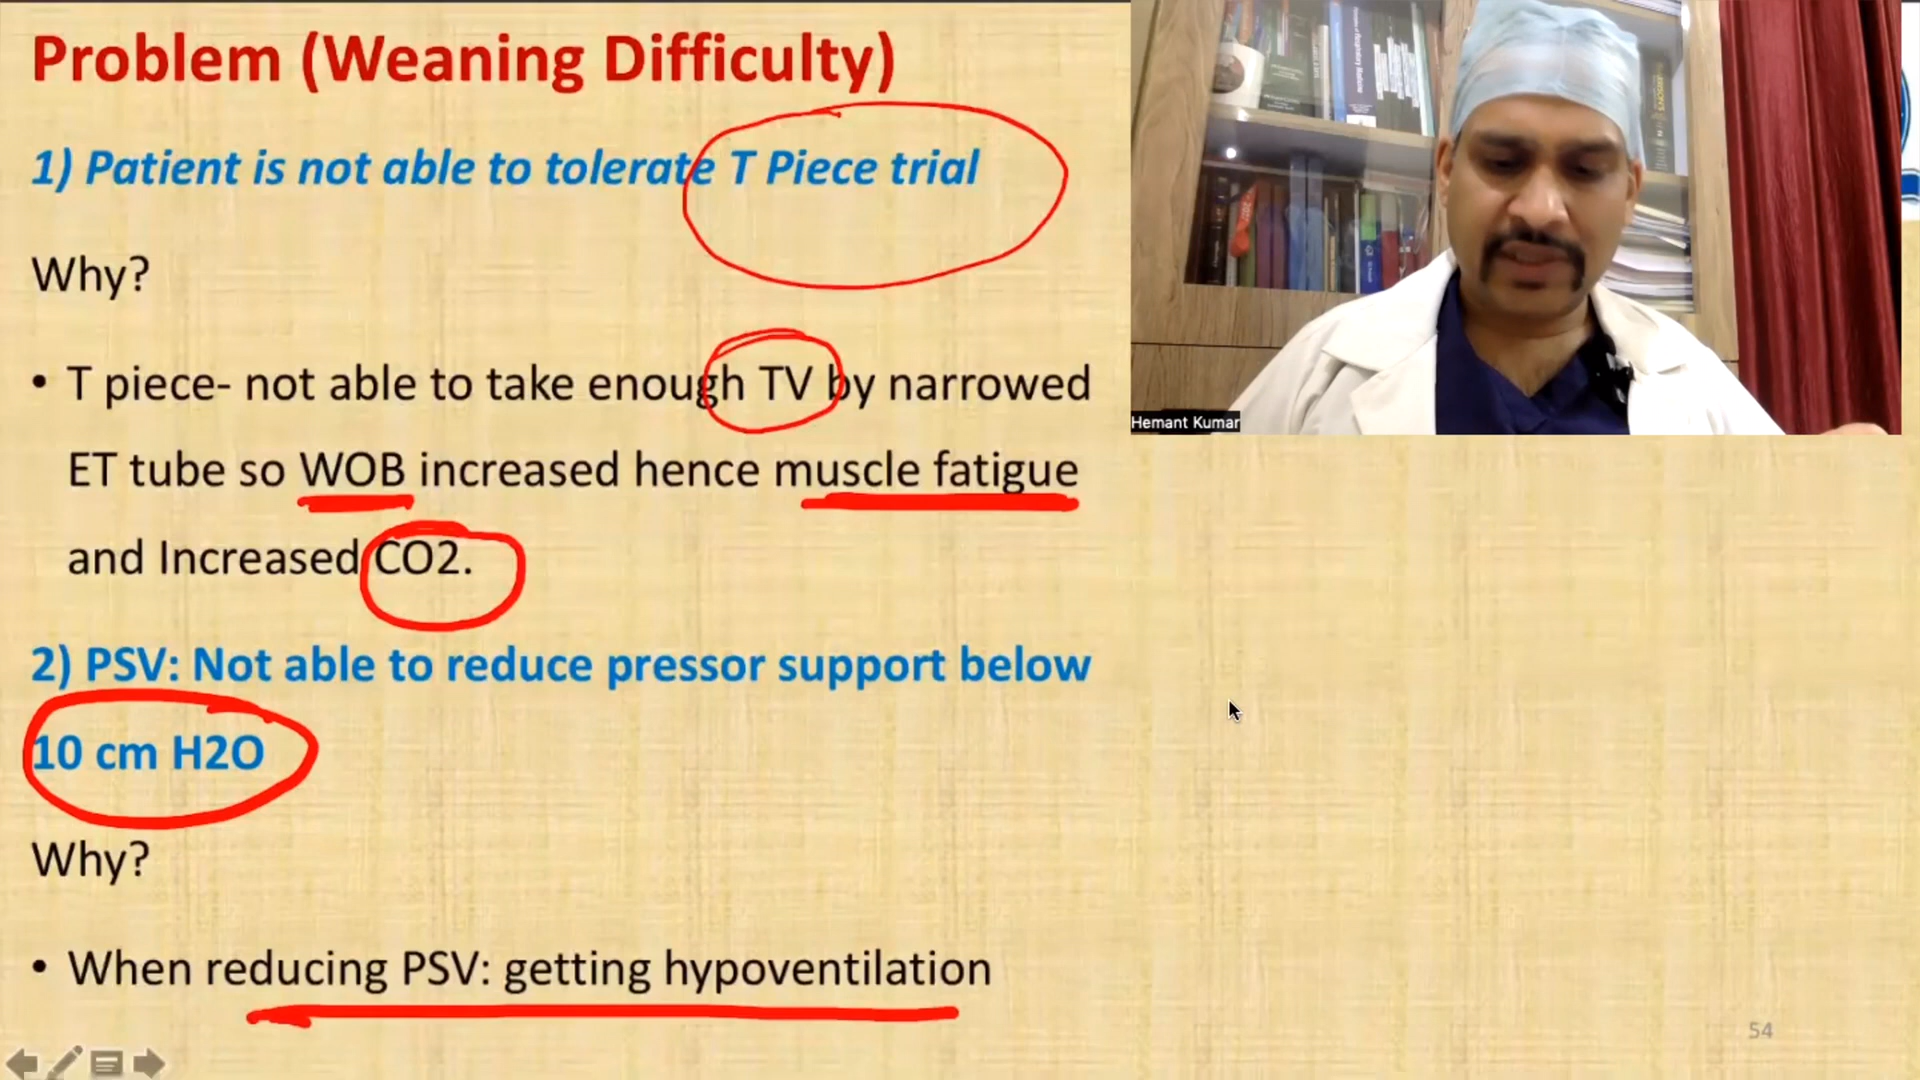 Problem (Weaning Difficulty)
1) Patient is not able to tolerate T Piece trial
Why?
• T piece- not able to take enough TV by narrowed
ET tube so WOB increased hence muscle fatigue
and Increased CO2.
2) PSV: Not able to reduce pressor support below
10 cm H2O
Why?
• When reducing PSV: getting hypoventilation
Hemant Kumar
54